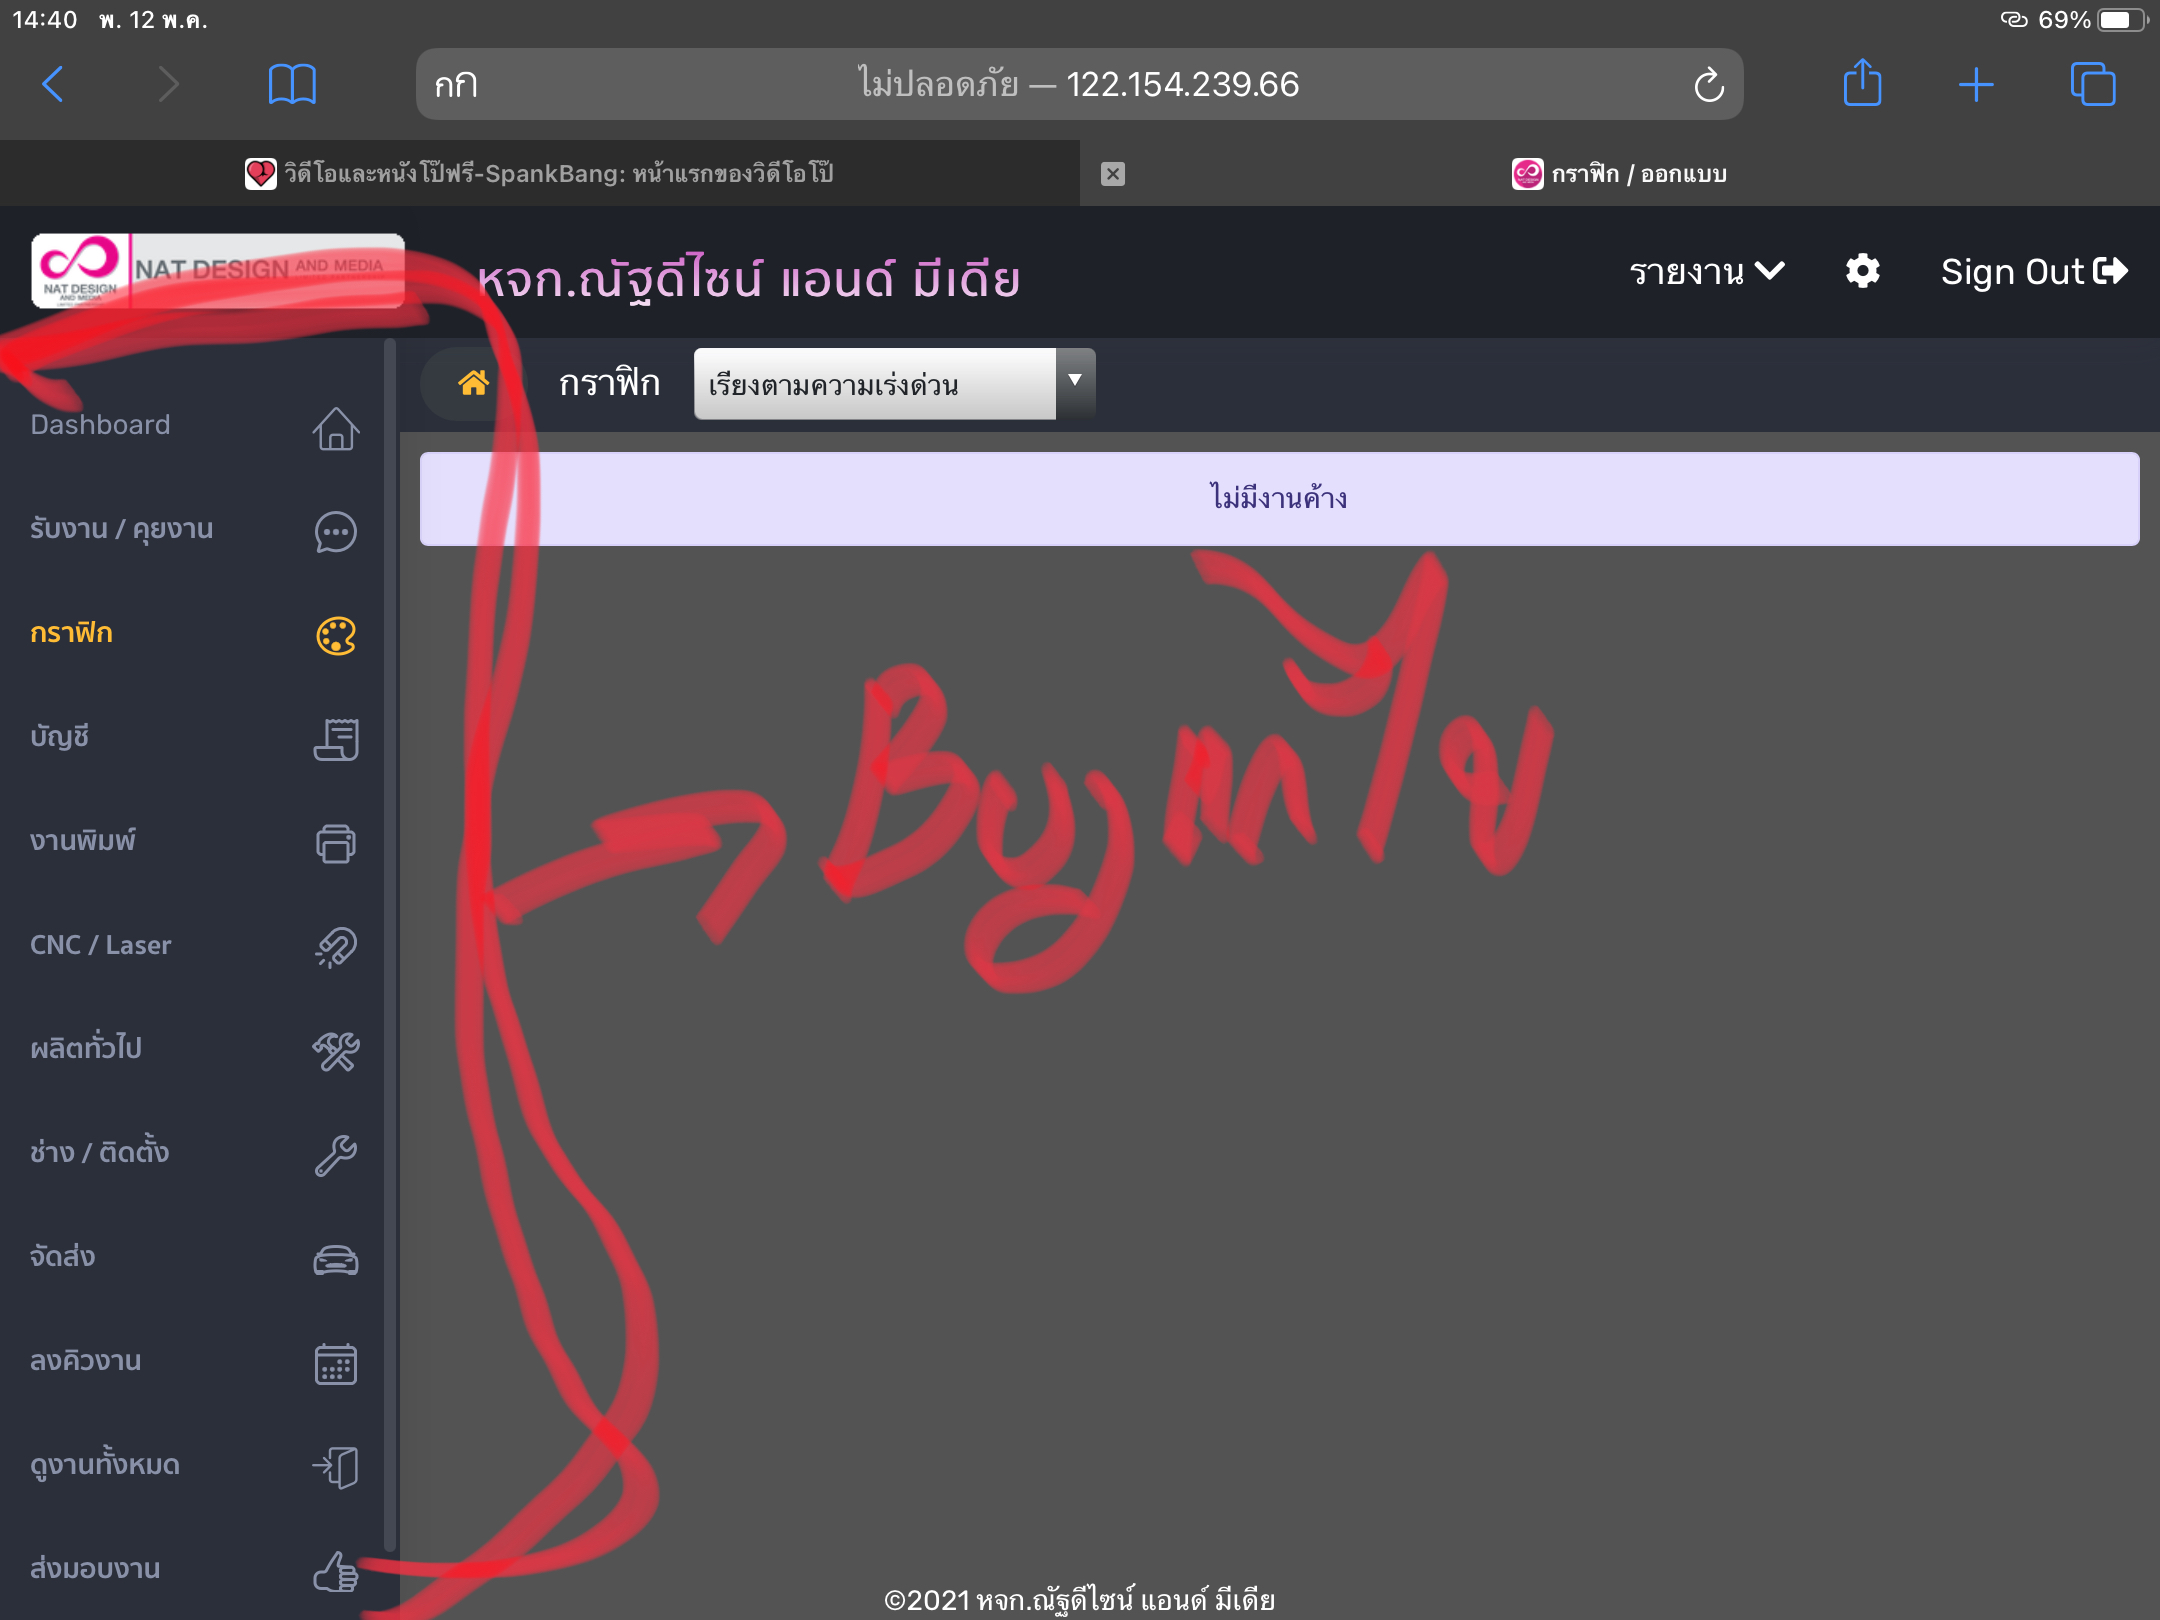 14:40 พ. 12 พ.ค.
69%
กก
ไม่ปลอดภัย — 122.154.239.66
วิดีโอและหนังโป๊ฟรี-SpankBang: หน้าแรกของวิดีโอโป๊
กราฟิก / ออกแบบ
NAT DESIGN AND MEDIA
NAT DESIGN
AND MEDIA
หจก.ณัฐดีไซน์ แอนด์ มีเดีย
รายงาน
Sign Out
กราฟิก
เรียงตามความเร่งด่วน
ไม่มีงานค้าง
Dashboard
รับงาน / คุยงาน
กราฟิก
บัญชี
งานพิมพ์
CNC / Laser
ผลิตทั่วไป
ช่าง / ติดตั้ง
จัดส่ง
ลงคิวงาน
ดูงานทั้งหมด
ส่งมอบงาน
Bug
©2021 หจก.ณัฐดีไซน์ แอนด์ มีเดีย